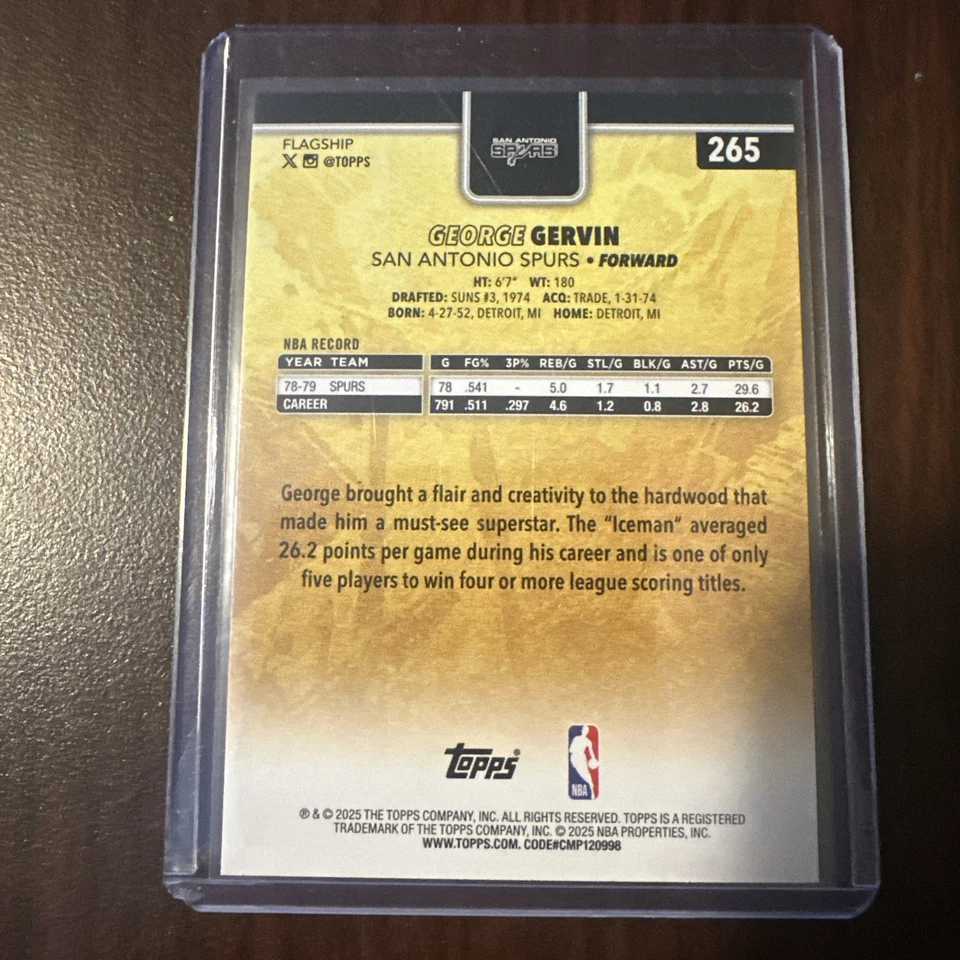 SAN ANTONIO
SPURS
FLAGSHIP
@TOPPS
265
GEORGE GERVIN
SAN ANTONIO SPURS • FORWARD
HT: 6'7" WT: 180
DRAFTED: SUNS #3, 1974 ACQ: TRADE, 1-31-74
BORN: 4-27-52, DETROIT, MI HOME: DETROIT, MI
NBA RECORD
YEAR TEAM G FG% 3P% REB/G STL/G BLK/G AST/G PTS/G
78-79 SPURS 78 .541 - 5.0 1.7 1.1 2.7 29.6
CAREER 791 .511 .297 4.6 1.2 0.8 2.8 26.2
George brought a flair and creativity to the hardwood that
made him a must-see superstar. The "Iceman" averaged
26.2 points per game during his career and is one of only
five players to win four or more league scoring titles.
Topps®
NBA
® & © 2025 THE TOPPS COMPANY, INC. ALL RIGHTS RESERVED. TOPPS IS A REGISTERED
TRADEMARK OF THE TOPPS COMPANY, INC. © 2025 NBA PROPERTIES, INC.
WWW.TOPPS.COM. CODE#CMP120998